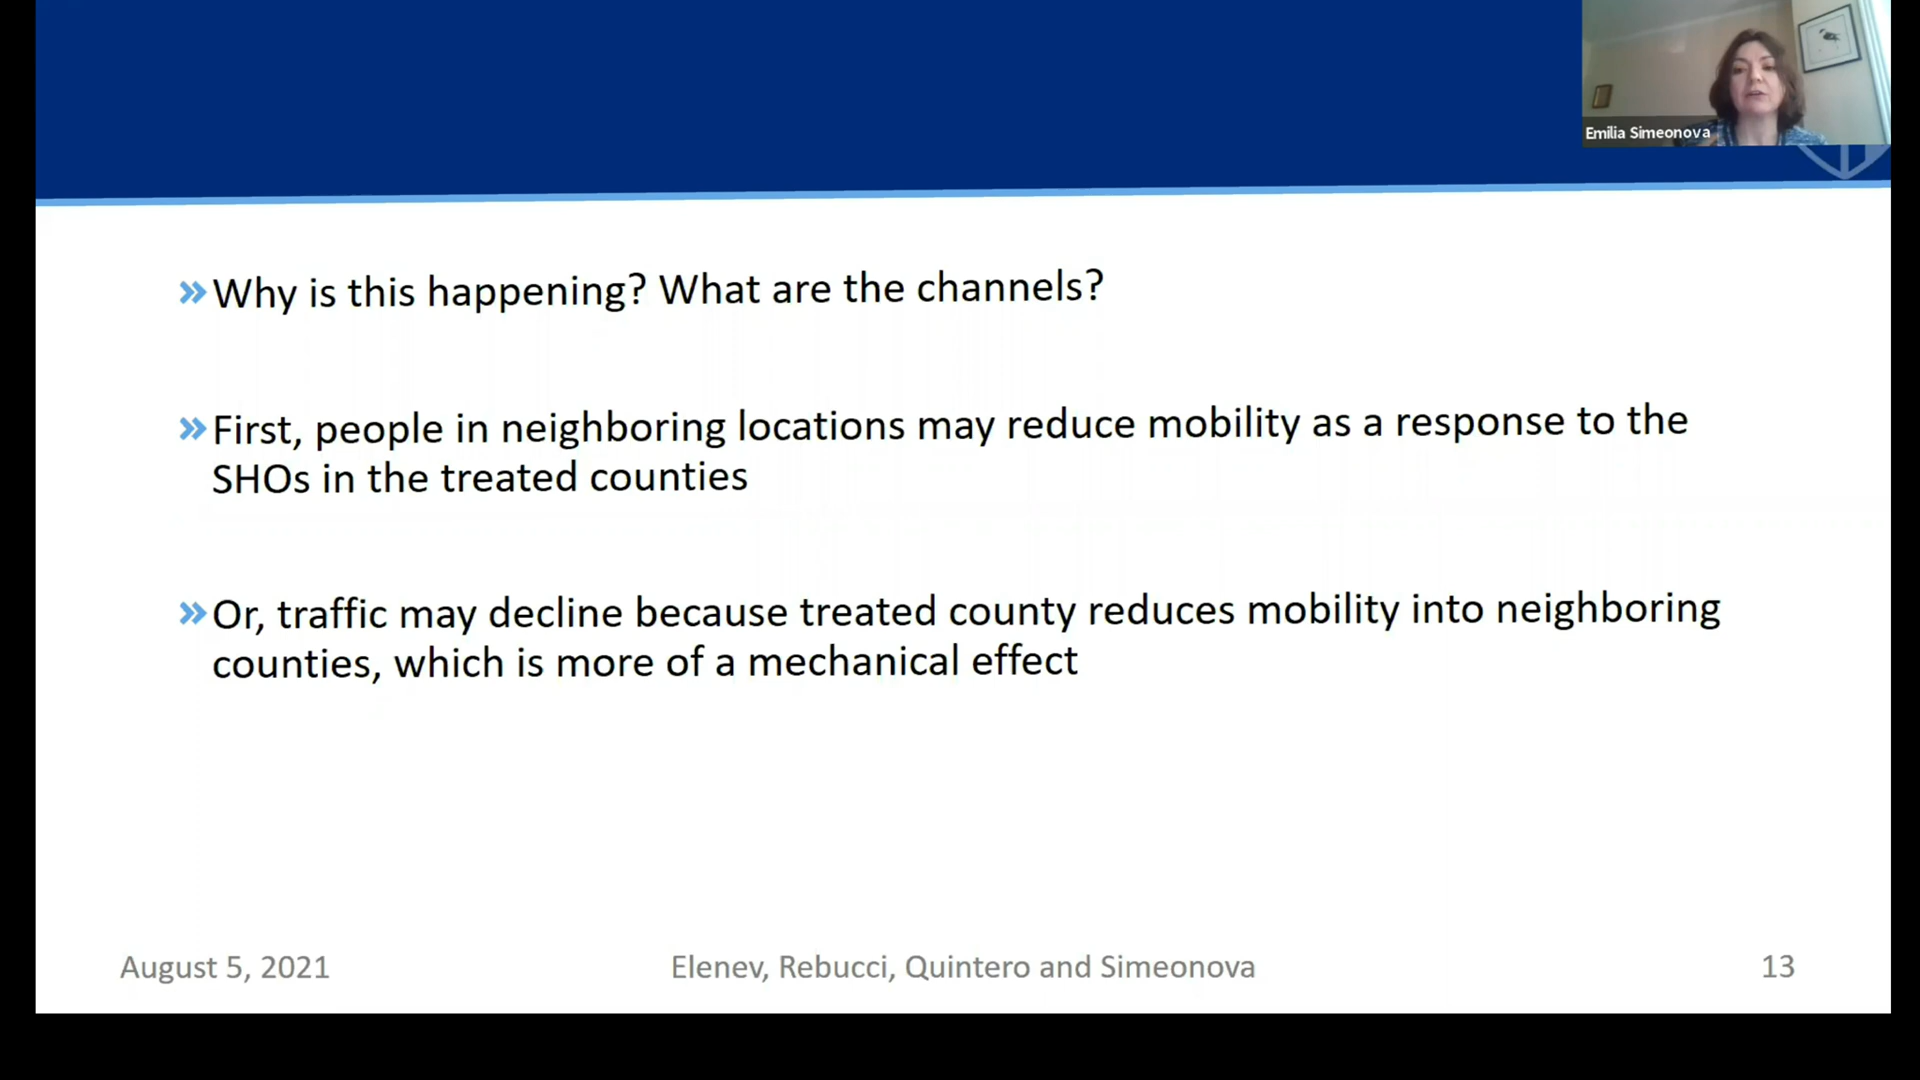 Emilia Simeonova
» Why is this happening? What are the channels?
» First, people in neighboring locations may reduce mobility as a response to the
SHOs in the treated counties
» Or, traffic may decline because treated county reduces mobility into neighboring
counties, which is more of a mechanical effect
August 5, 2021
Elenev, Rebucci, Quintero and Simeonova
13